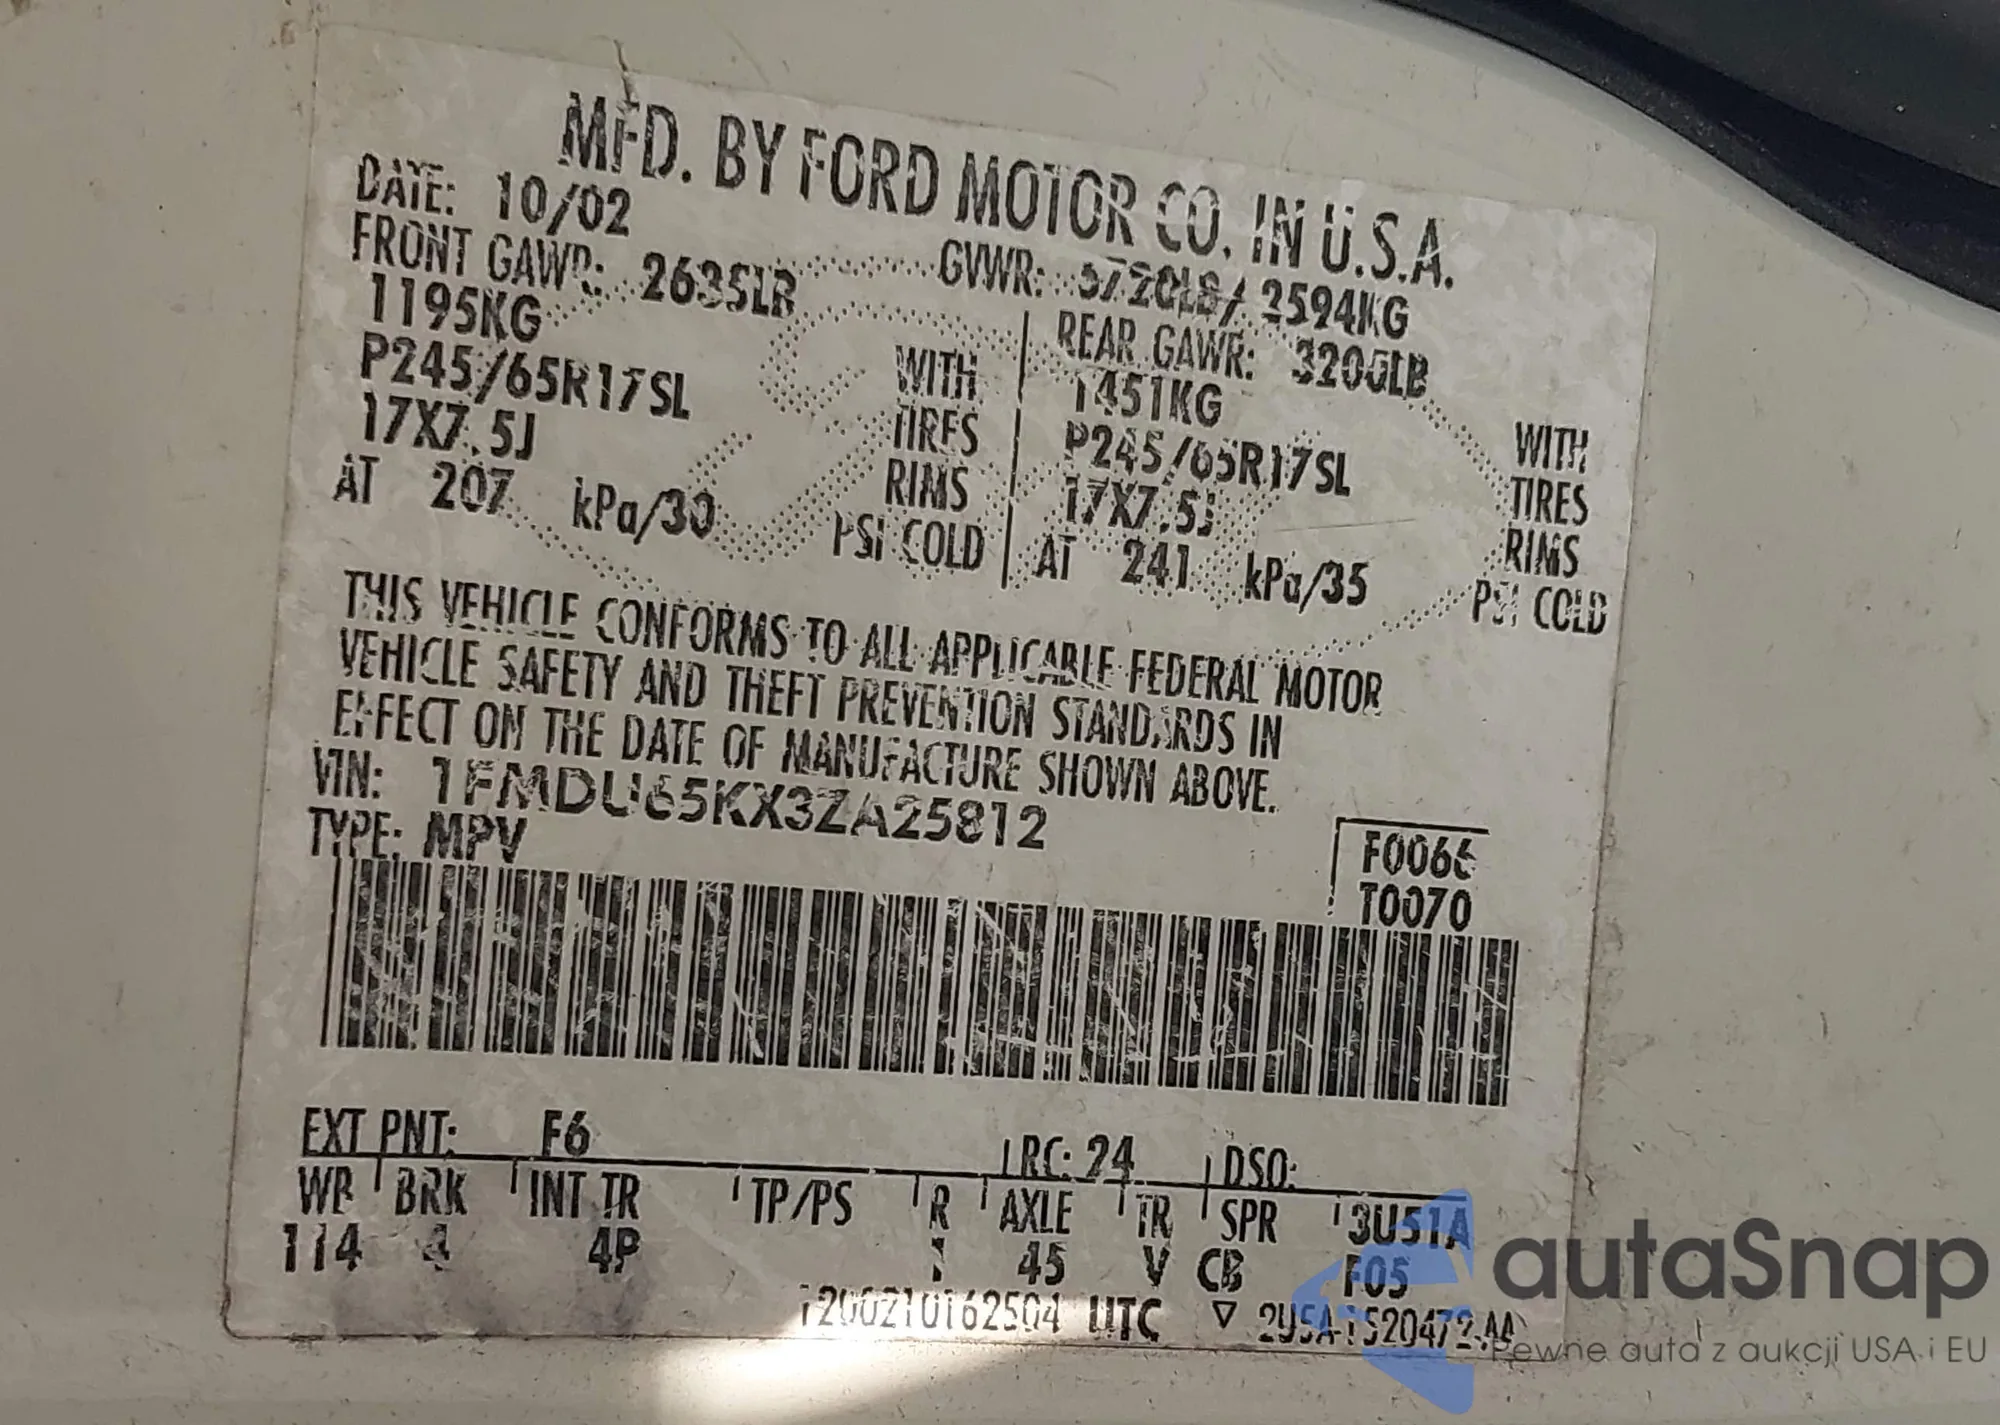 MFD. BY FORD MOTOR CO. IN U.S.A.
DATE: 10/02 GVWR: 5720LB/ 2594KG
FRONT GAWR: 2635LB REAR GAWR: 3200LB
1195KG WITH 1451KG WITH
P245/65R17SL TIRES P245/65R17SL TIRES
17X7.5J RIMS 17X7.5J RIMS
AT 207 kPa/30 PSI COLD AT 241 kPa/35 PSI COLD
THIS VEHICLE CONFORMS TO ALL APPLICABLE FEDERAL MOTOR
VEHICLE SAFETY AND THEFT PREVENTION STANDARDS IN
EFFECT ON THE DATE OF MANUFACTURE SHOWN ABOVE.
VIN: 1FMDU65KX3ZA25812
TYPE: MPV
F0066
T0070
EXT PNT: F6 RC: 24 DSO:
WB BRK INT TR TP/PS R AXLE TR SPR 3U51A
114 4 4P 45 V CB F05
T200210162504 UTC ▽ 2U5A-1520472-AA
autaSnap
Pewne auta z aukcji USA i EU